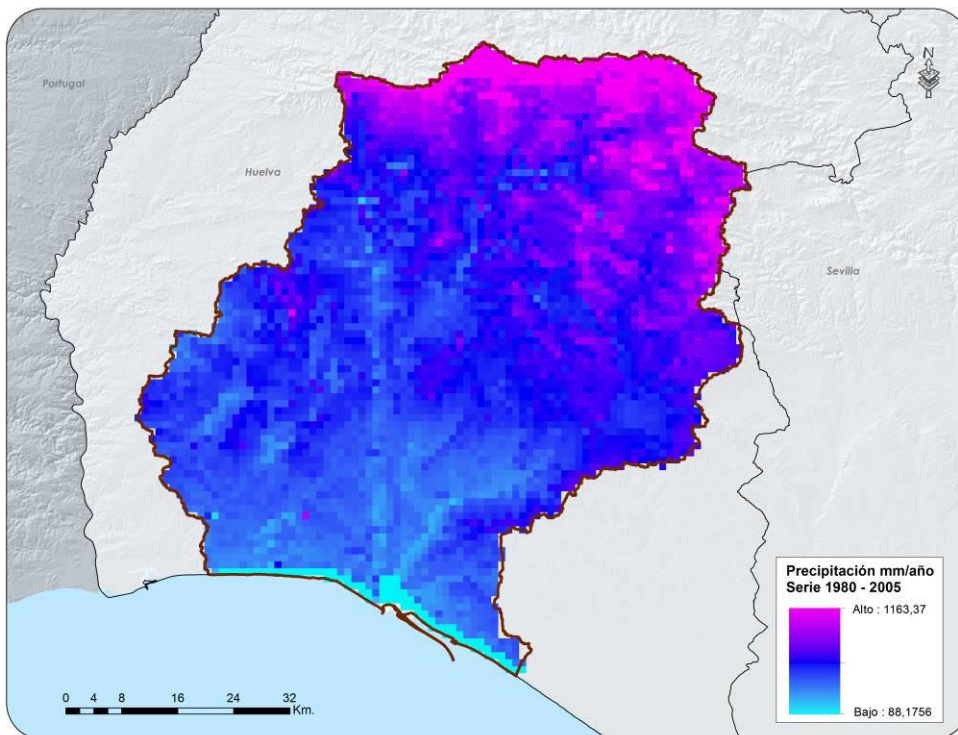 N
Portugal
Huelva
Sevilla
Precipitación mm/año
Serie 1980 - 2005
Alto : 1163,37
Bajo : 88,1756
0 4 8 16 24 32
Km.